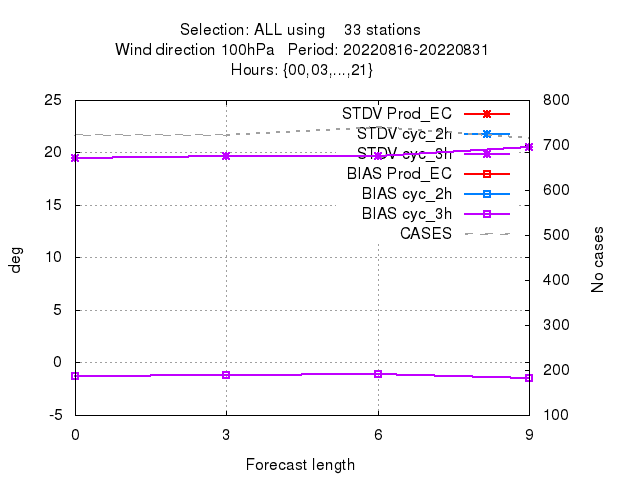 Selection: ALL using 33 stations
Wind direction 100hPa Period: 20220816-20220831
Hours: {00,03,...,21}
25
20
15
10
5
0
-5
deg
800
700
600
500
400
300
200
100
No cases
STDV Prod_EC
STDV cyc_2h
STDV cyc_3h
BIAS Prod_EC
BIAS cyc_2h
BIAS cyc_3h
CASES
0 3 6 9
Forecast length